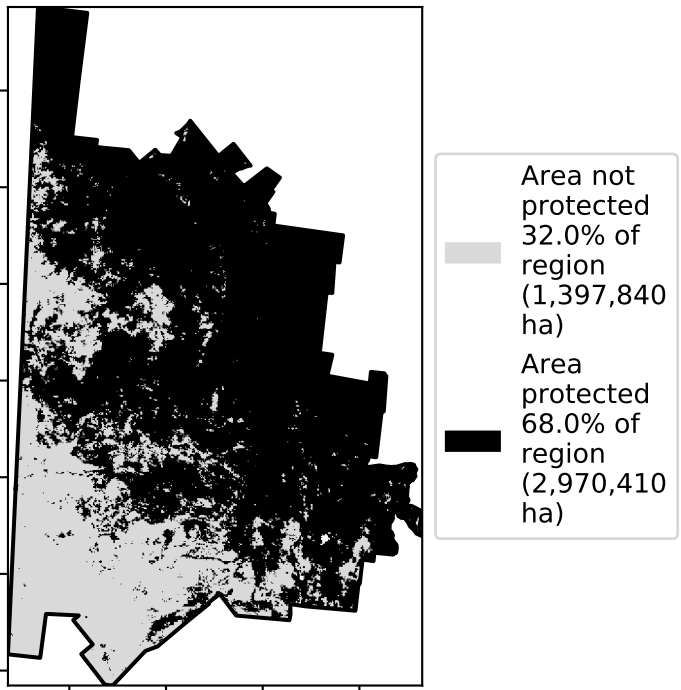 Area not
protected
32.0% of
region
(1,397,840
ha)
Area
protected
68.0% of
region
(2,970,410
ha)